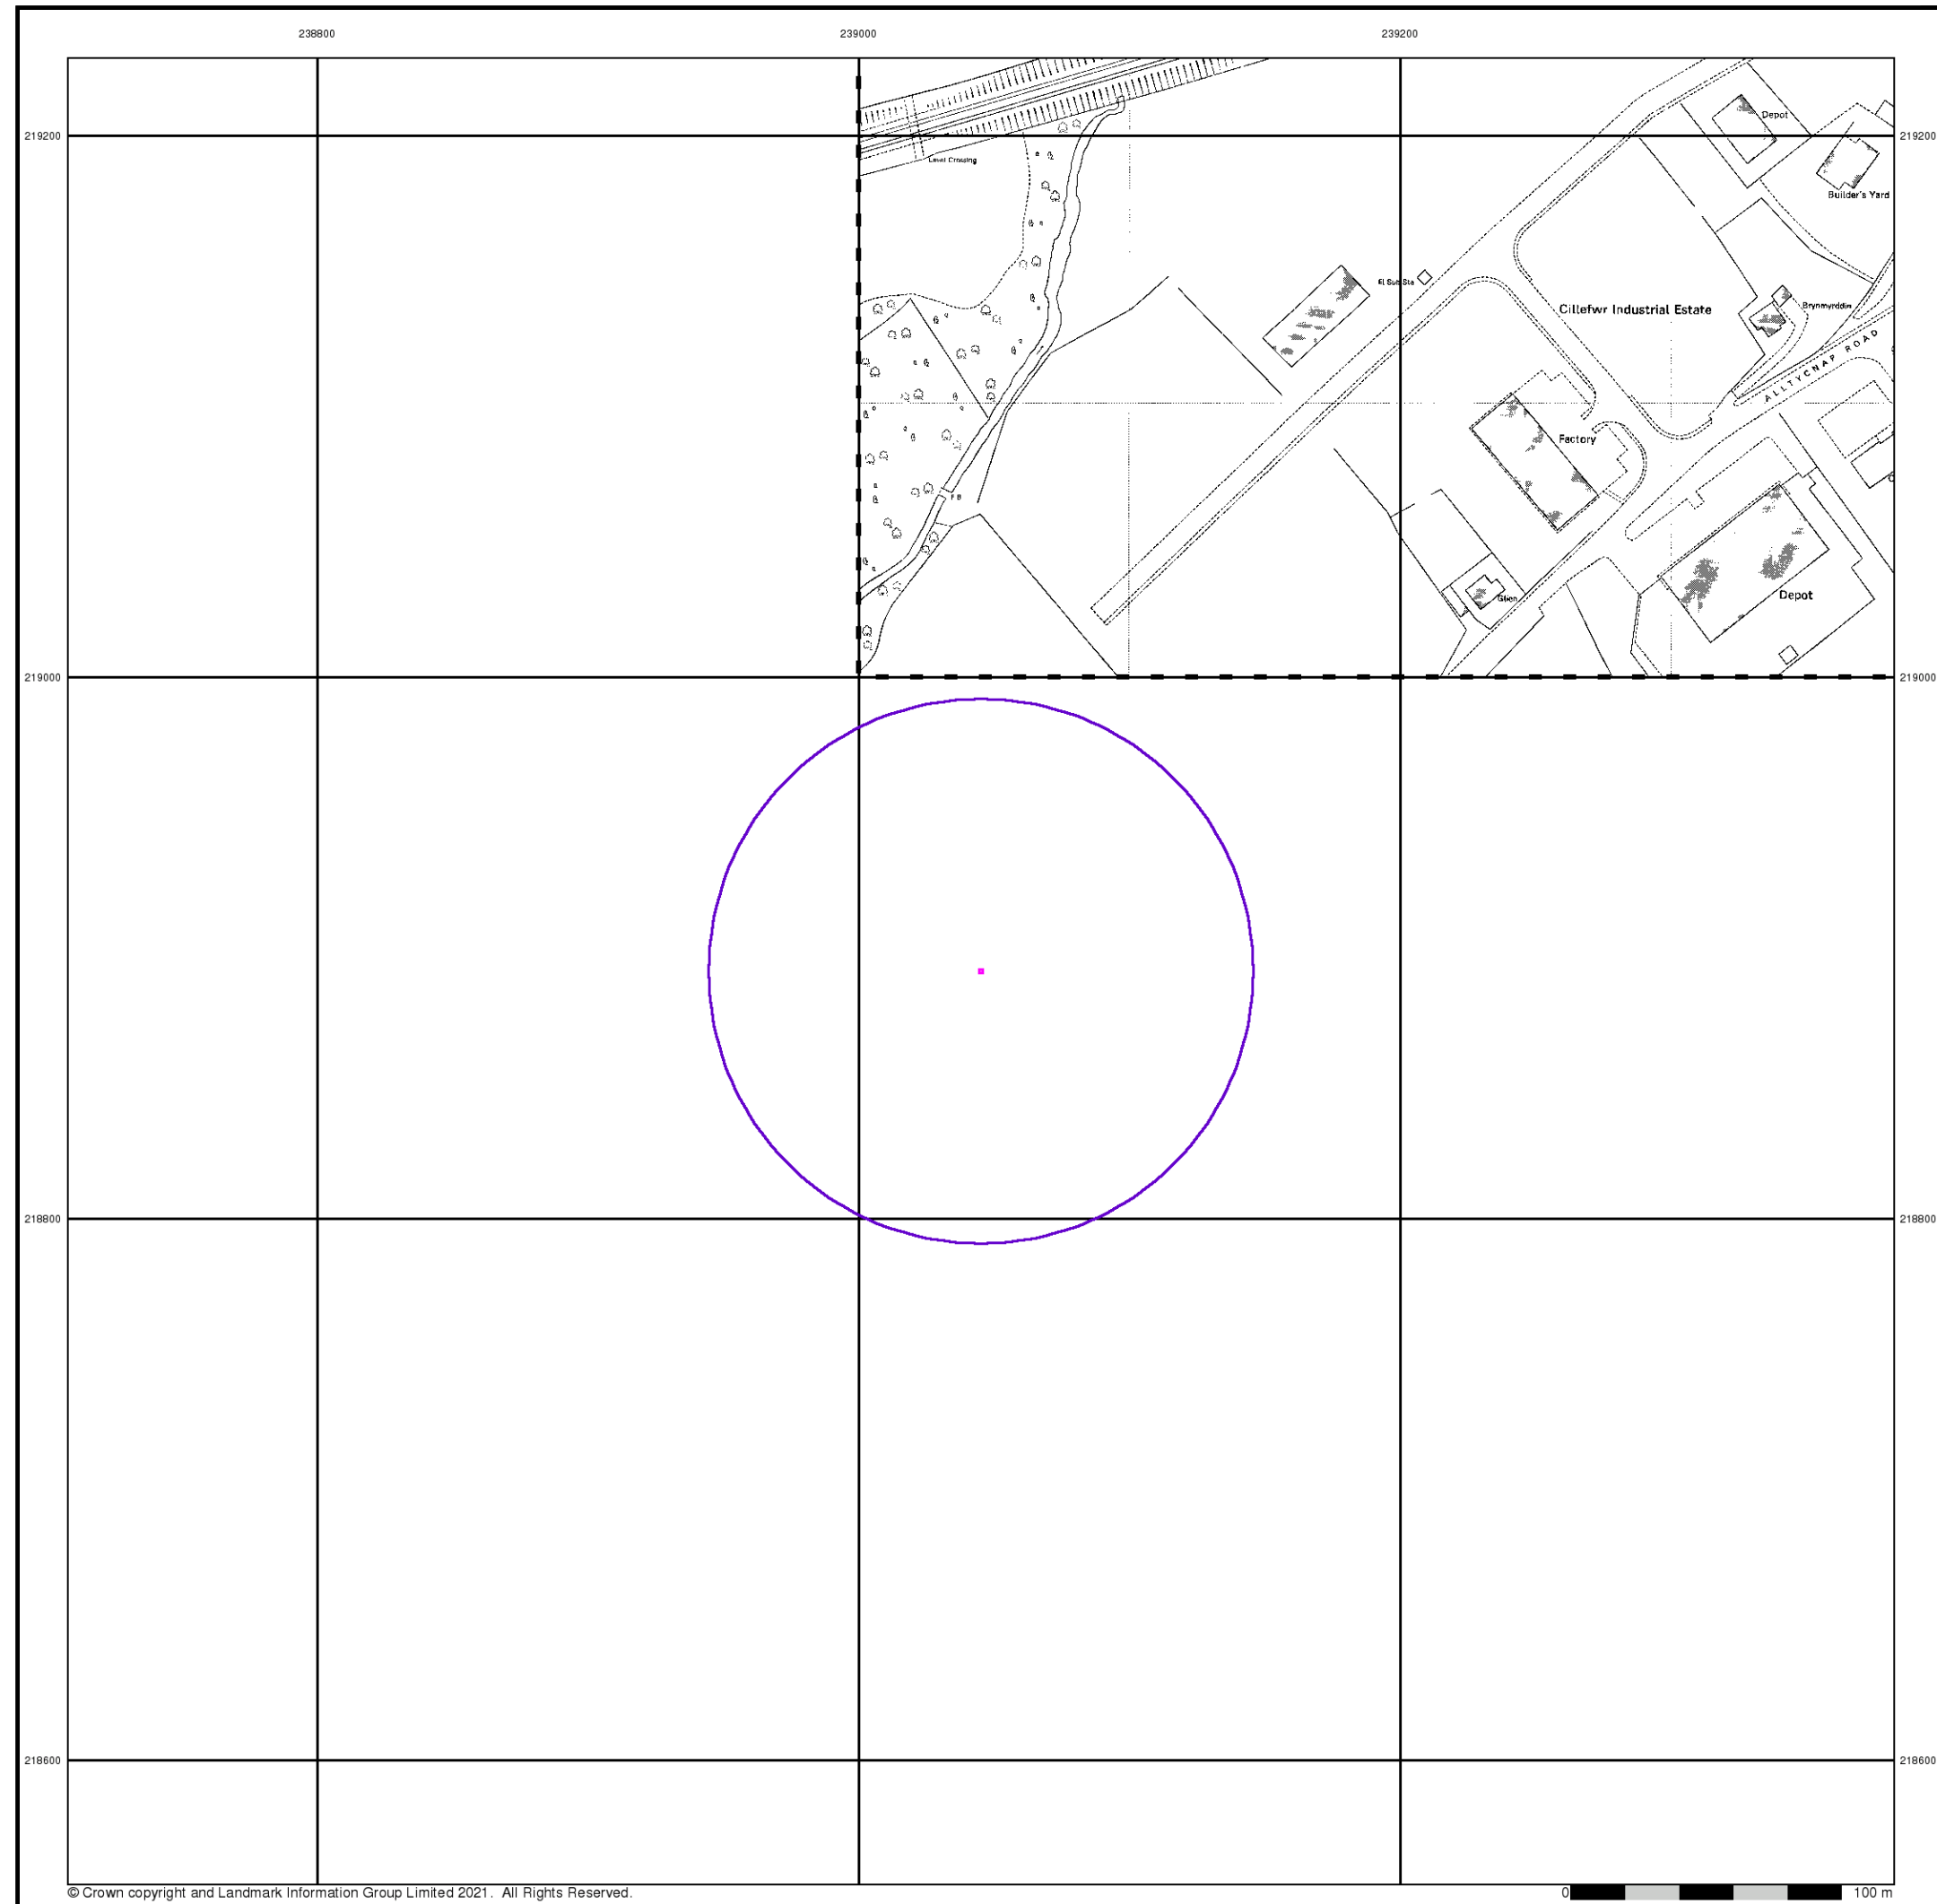 238800 239000 239200
219200 219200
Depot
Level Crossing
Builder's Yard
El Sub Sta
Cillefwr Industrial Estate
Brynmyrddin
ALLTYCNAP ROAD
Factory
F B
Glien
Depot
219000 219000
218800 218800
218600 218600
© Crown copyright and Landmark Information Group Limited 2021. All Rights Reserved.
0 100 m